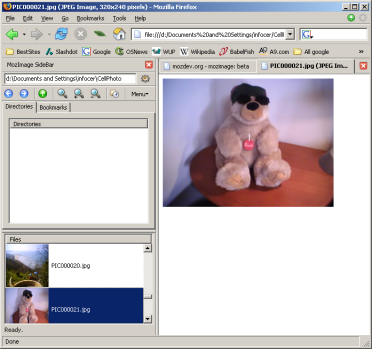 PIC000021.jpg (JPEG Image, 320x240 pixels) - Mozilla Firefox
File Edit View Go Bookmarks Tools Help
file:///d:/Documents%20and%20Settings/infocer/Cell
BestSites Slashdot Google OSNews WUP Wikipedia BabelFish A9.com All google
MozImage SideBar
mozdev.org - mozimage: beta
PIC000021.jpg (JPEG Im...
d:\Documents and Settings\infocer\CellPhoto
Menu
Directories Bookmarks
Directories
Files
PIC000020.jpg
PIC000021.jpg
Ready.
Done